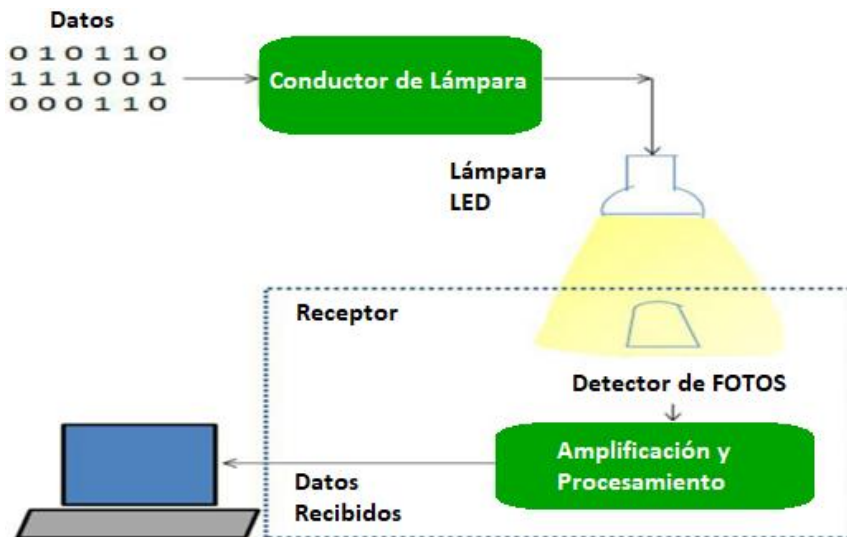 Datos
0 1 0 1 1 0
1 1 1 0 0 1
0 0 0 1 1 0
Conductor de Lámpara
Lámpara
LED
Receptor
Detector de FOTOS
Amplificación y
Procesamiento
Datos
Recibidos